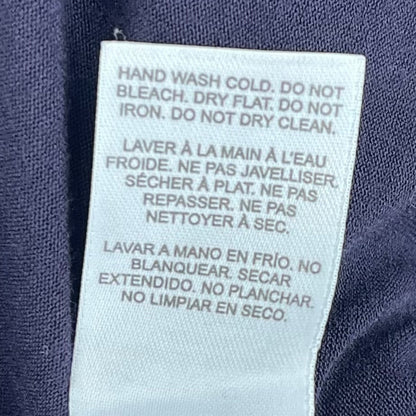 HAND WASH COLD. DO NOT
BLEACH. DRY FLAT. DO NOT
IRON. DO NOT DRY CLEAN.
LAVER À LA MAIN À L'EAU
FROIDE. NE PAS JAVELLISER.
SÉCHER À PLAT. NE PAS
REPASSER. NE PAS
NETTOYER À SEC.
LAVAR A MANO EN FRÍO. NO
BLANQUEAR. SECAR
EXTENDIDO. NO PLANCHAR.
NO LIMPIAR EN SECO.